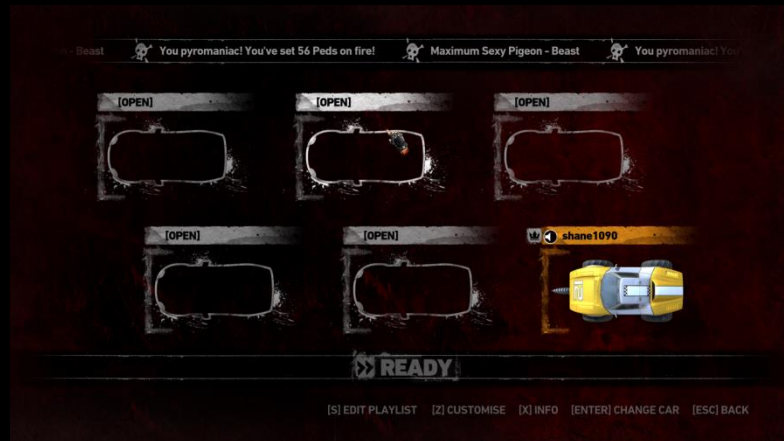 - Beast You pyromaniac! You've set 56 Peds on fire! Maximum Sexy Pigeon - Beast You pyromaniac! You
[OPEN] [OPEN] [OPEN]
[OPEN] [OPEN] shane1090
12
READY
[S] EDIT PLAYLIST [Z] CUSTOMISE [X] INFO [ENTER] CHANGE CAR [ESC] BACK